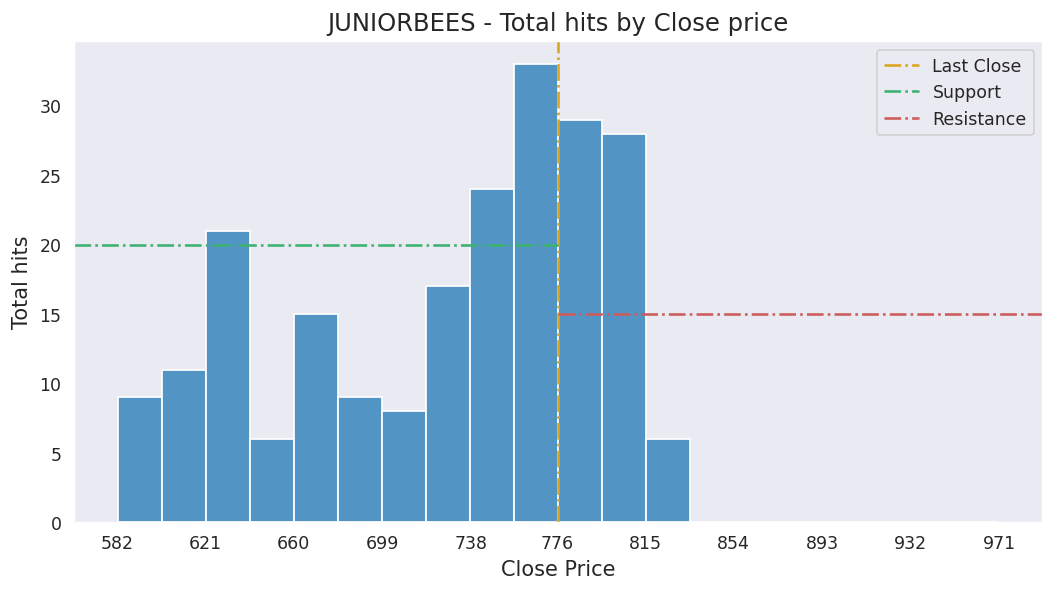 JUNIORBEES - Total hits by Close price
Last Close
Support
Resistance
Total hits
30
25
20
15
10
5
0
582 621 660 699 738 776 815 854 893 932 971
Close Price